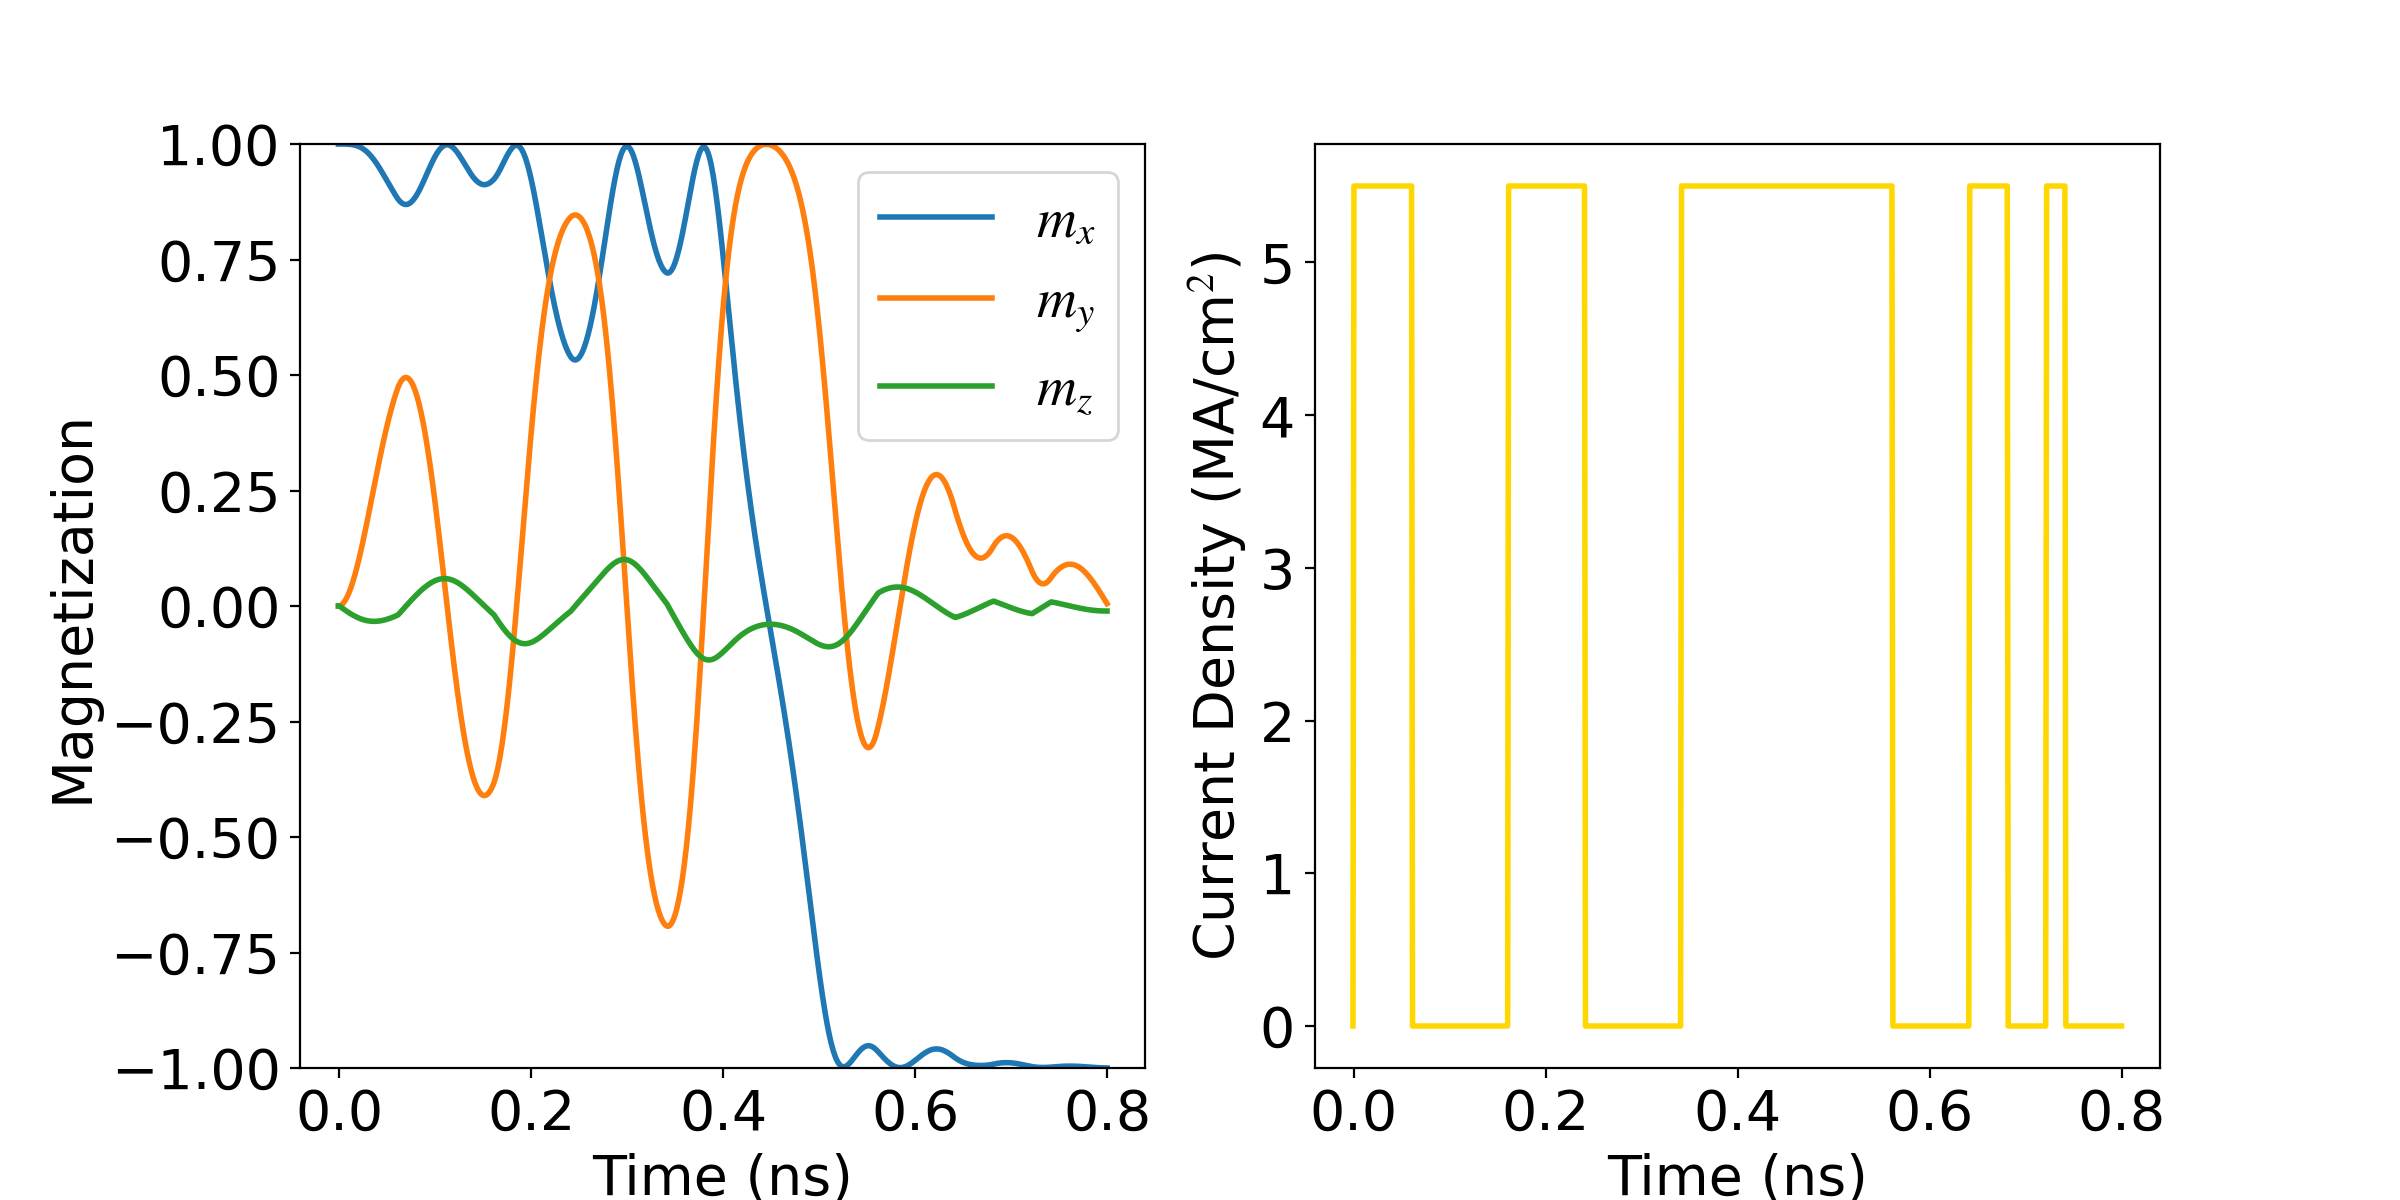 1.00
0.75
0.50
0.25
0.00
−0.25
−0.50
−0.75
−1.00
Magnetization
0.0 0.2 0.4 0.6 0.8
Time (ns)
m_x
m_y
m_z
5
4
3
2
1
0
Current Density (MA/cm²)
0.0 0.2 0.4 0.6 0.8
Time (ns)